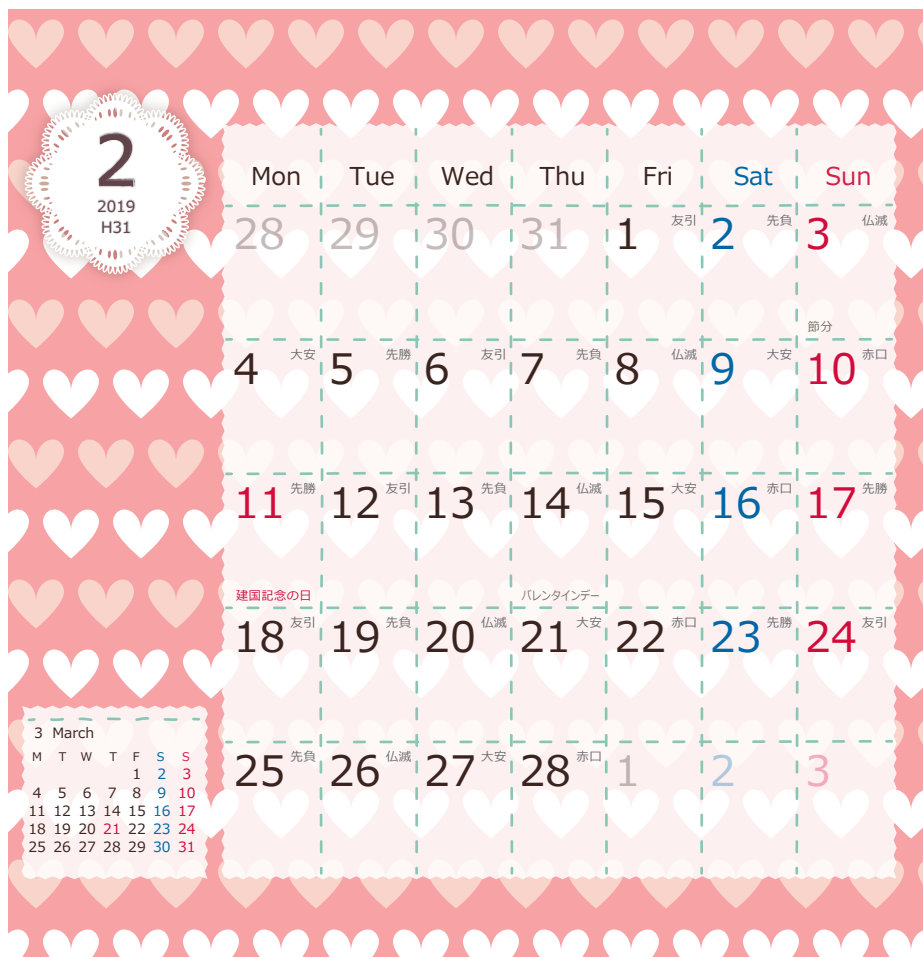 2
2019
H31
Mon Tue Wed Thu Fri Sat Sun
28 29 30 31 1 友引 2 先負 3 仏滅
節分
4 大安 5 先勝 6 友引 7 先負 8 仏滅 9 大安 10 赤口
11 先勝 12 友引 13 先負 14 仏滅 15 大安 16 赤口 17 先勝
建国記念の日 バレンタインデー
18 友引 19 先負 20 仏滅 21 大安 22 赤口 23 先勝 24 友引
25 先負 26 仏滅 27 大安 28 赤口 1 2 3
3 March
M T W T F S S
1 2 3
4 5 6 7 8 9 10
11 12 13 14 15 16 17
18 19 20 21 22 23 24
25 26 27 28 29 30 31